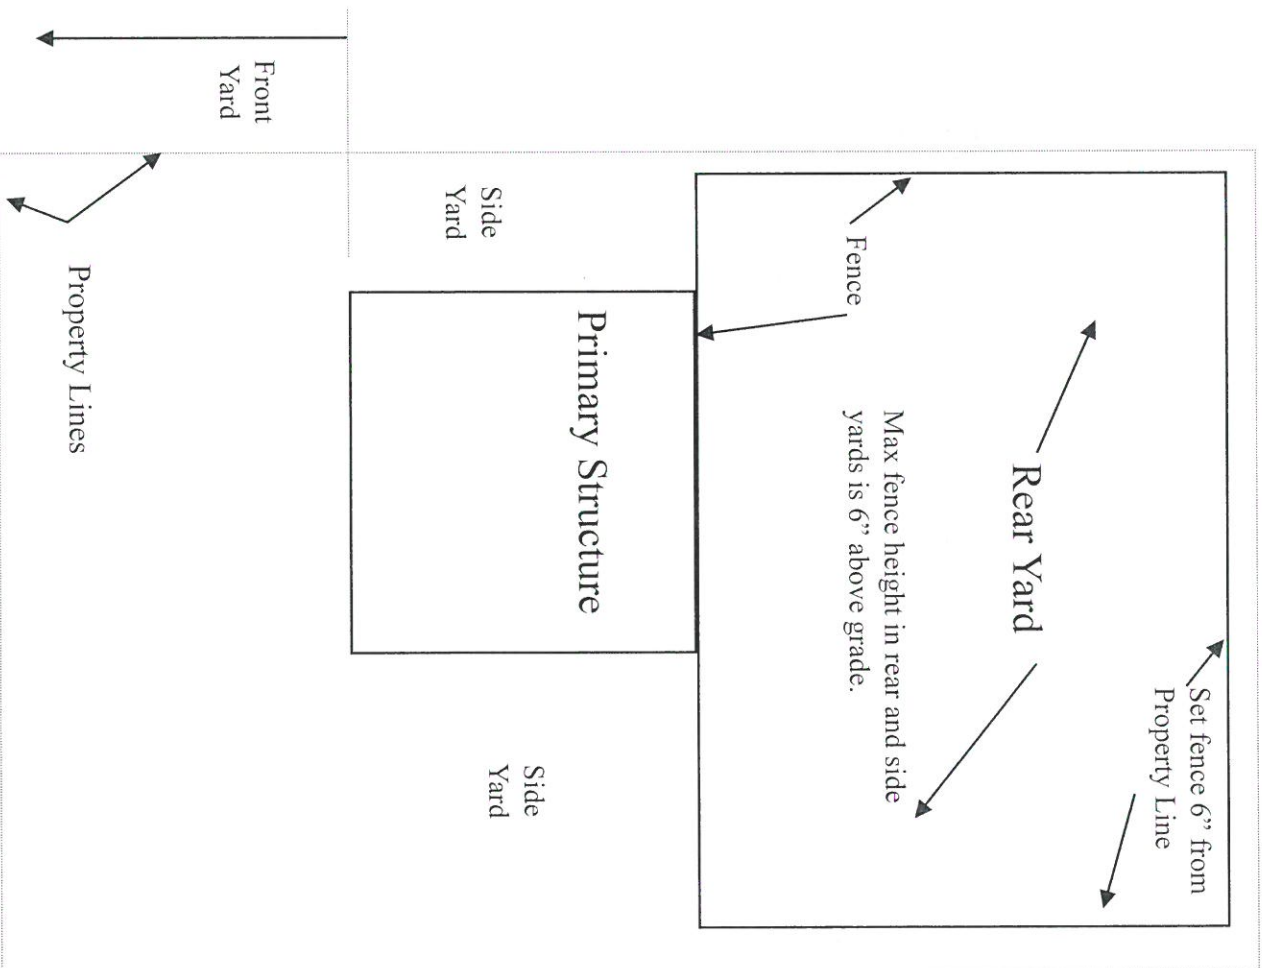 Set fence 6” from
Property Line
Rear Yard
Max fence height in rear and side
yards is 6” above grade.
Fence
Primary Structure
Side
Yard
Side
Yard
Front
Yard
Property Lines